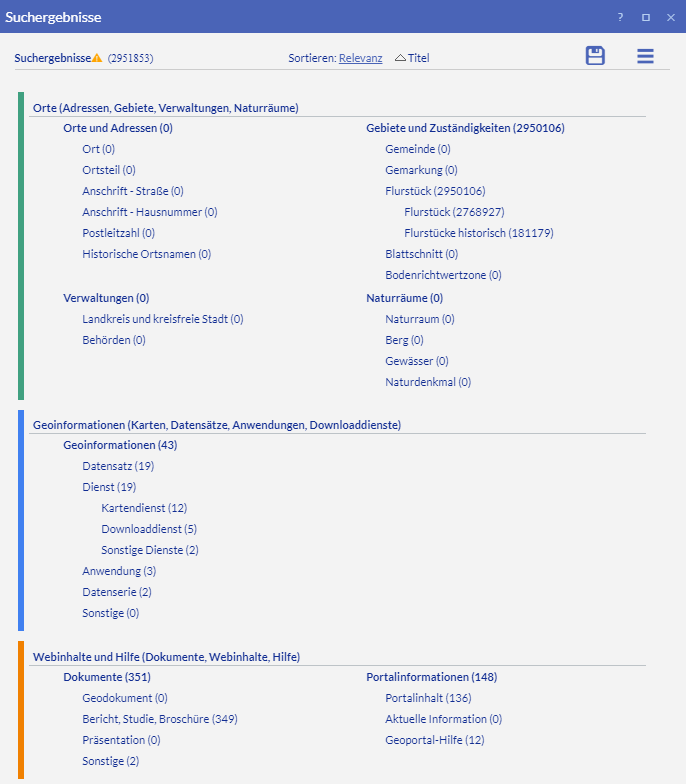 Suchergebnisse
Suchergebnisse (2951853) Sortieren: Relevanz Titel
Orte (Adressen, Gebiete, Verwaltungen, Naturräume)
Orte und Adressen (0)
Ort (0)
Ortsteil (0)
Anschrift - Straße (0)
Anschrift - Hausnummer (0)
Postleitzahl (0)
Historische Ortsnamen (0)
Gebiete und Zuständigkeiten (2950106)
Gemeinde (0)
Gemarkung (0)
Flurstück (2950106)
Flurstück (2768927)
Flurstücke historisch (181179)
Blattschnitt (0)
Bodenrichtwertzone (0)
Verwaltungen (0)
Landkreis und kreisfreie Stadt (0)
Behörden (0)
Naturräume (0)
Naturraum (0)
Berg (0)
Gewässer (0)
Naturdenkmal (0)
Geoinformationen (Karten, Datensätze, Anwendungen, Downloaddienste)
Geoinformationen (43)
Datensatz (19)
Dienst (19)
Kartendienst (12)
Downloaddienst (5)
Sonstige Dienste (2)
Anwendung (3)
Datenserie (2)
Sonstige (0)
Webinhalte und Hilfe (Dokumente, Webinhalte, Hilfe)
Dokumente (351)
Geodokument (0)
Bericht, Studie, Broschüre (349)
Präsentation (0)
Sonstige (2)
Portalinformationen (148)
Portalinhalt (136)
Aktuelle Information (0)
Geoportal-Hilfe (12)